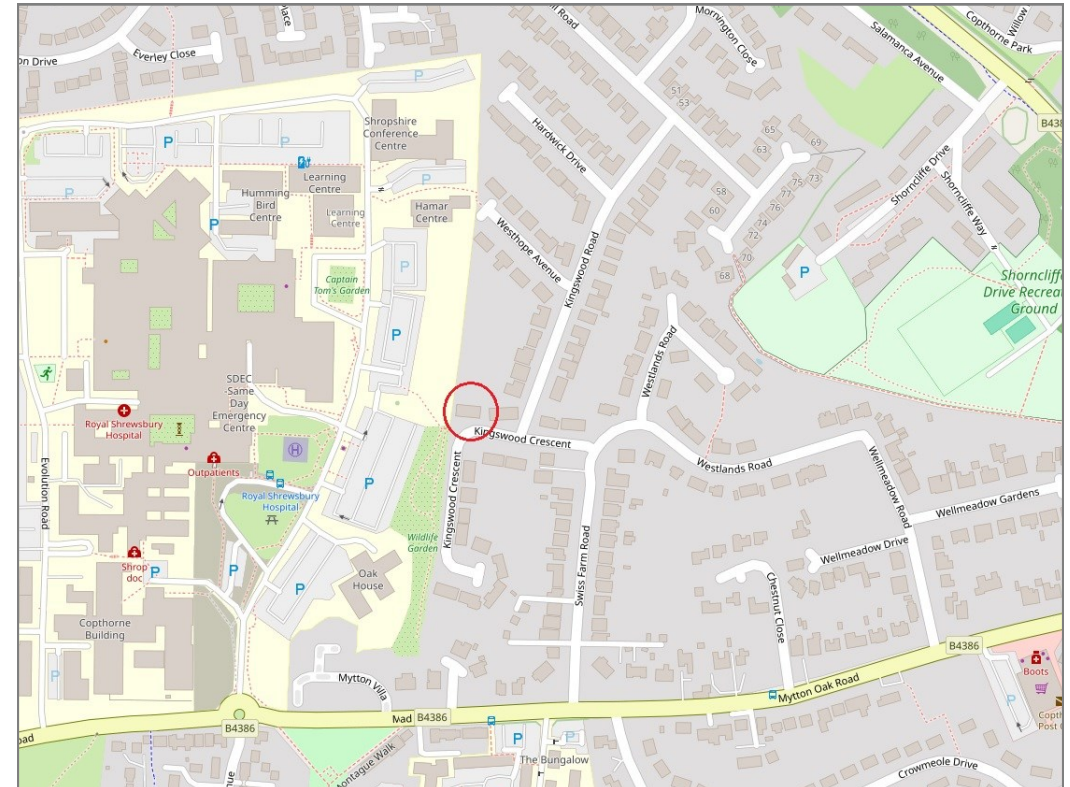 Everley Close
Place
on Drive
Road
Mornington Close
Salamanca Avenue
Copthorne Park
Willow
B438
P
P
P
P
P
P
Shropshire
Conference
Centre
Learning
Centre
Humming
Bird
Centre
Learning
Centre
Hamar
Centre
Hardwick Drive
Westhope Avenue
Kingswood Road
51
53
65
63
69
75
73
77
58
60
76
74
72
70
68
Shorncliffe Drive
Shorncliffe Way
P
Shorncliff
Drive Recrea
Ground
Captain
Tom's Garden
P
P
SDEC
-Same
Day
Emergency
Centre
Royal Shrewsbury
Hospital
Outpatients
H
Royal Shrewsbury
Hospital
P
Evolution Road
Kingswood Crescent
Kingswood Crescent
Westlands Road
Westlands Road
Wellmeadow Road
Wellmeadow Gardens
Wellmeadow Drive
Wildlife
Garden
Swiss Farm Road
Chestnut Close
Shrop
doc
P
P
P
Oak
House
Copthorne
Building
P
Mytton Villa
B4386
Boots
P
Copth
Post
Mytton Oak Road
B4386
oad
Mad
B4386
P
P
The Bungalow
Montague Walk
nue
Crowmeole Drive